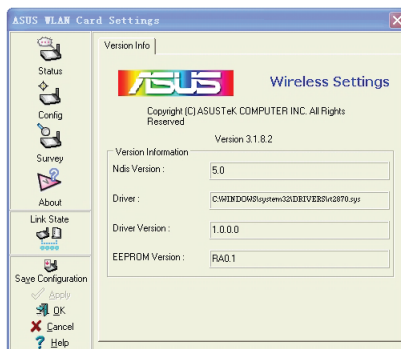 ASUS WLAN Card Settings
Status
Config
Survey
About
Link State
Save Configuration
Apply
OK
Cancel
Help
Version Info
ASUS
Wireless Settings
Copyright (C) ASUSTeK COMPUTER INC. All Rights
Reserved
Version 3.1.8.2
Version Information
Ndis Version : 5.0
Driver : C:\WINDOWS\system32\DRIVERS\rt2870.sys
Driver Version : 1.0.0.0
EEPROM Version : RA0.1